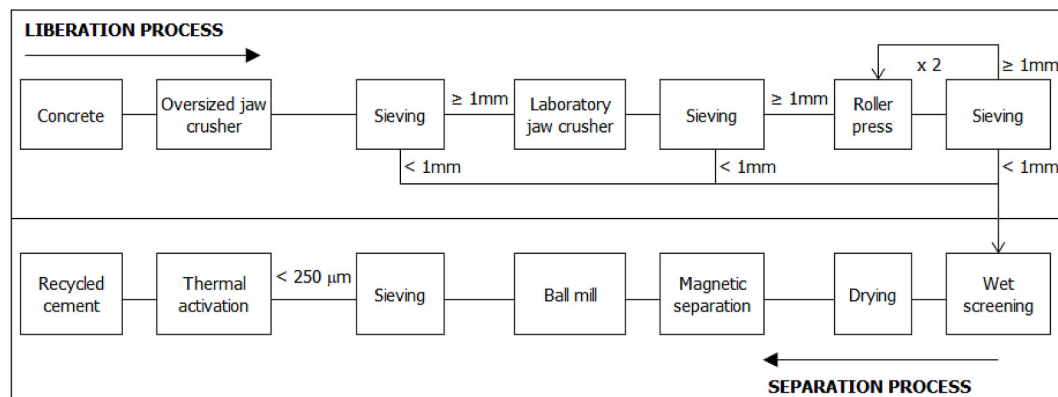 LIBERATION PROCESS
x 2
≥ 1mm
Concrete
Oversized jaw
crusher
Sieving
≥ 1mm
Laboratory
jaw crusher
Sieving
≥ 1mm
Roller
press
Sieving
< 1mm
< 1mm
< 1mm
Recycled
cement
Thermal
activation
< 250 μm
Sieving
Ball mill
Magnetic
separation
Drying
Wet
screening
SEPARATION PROCESS